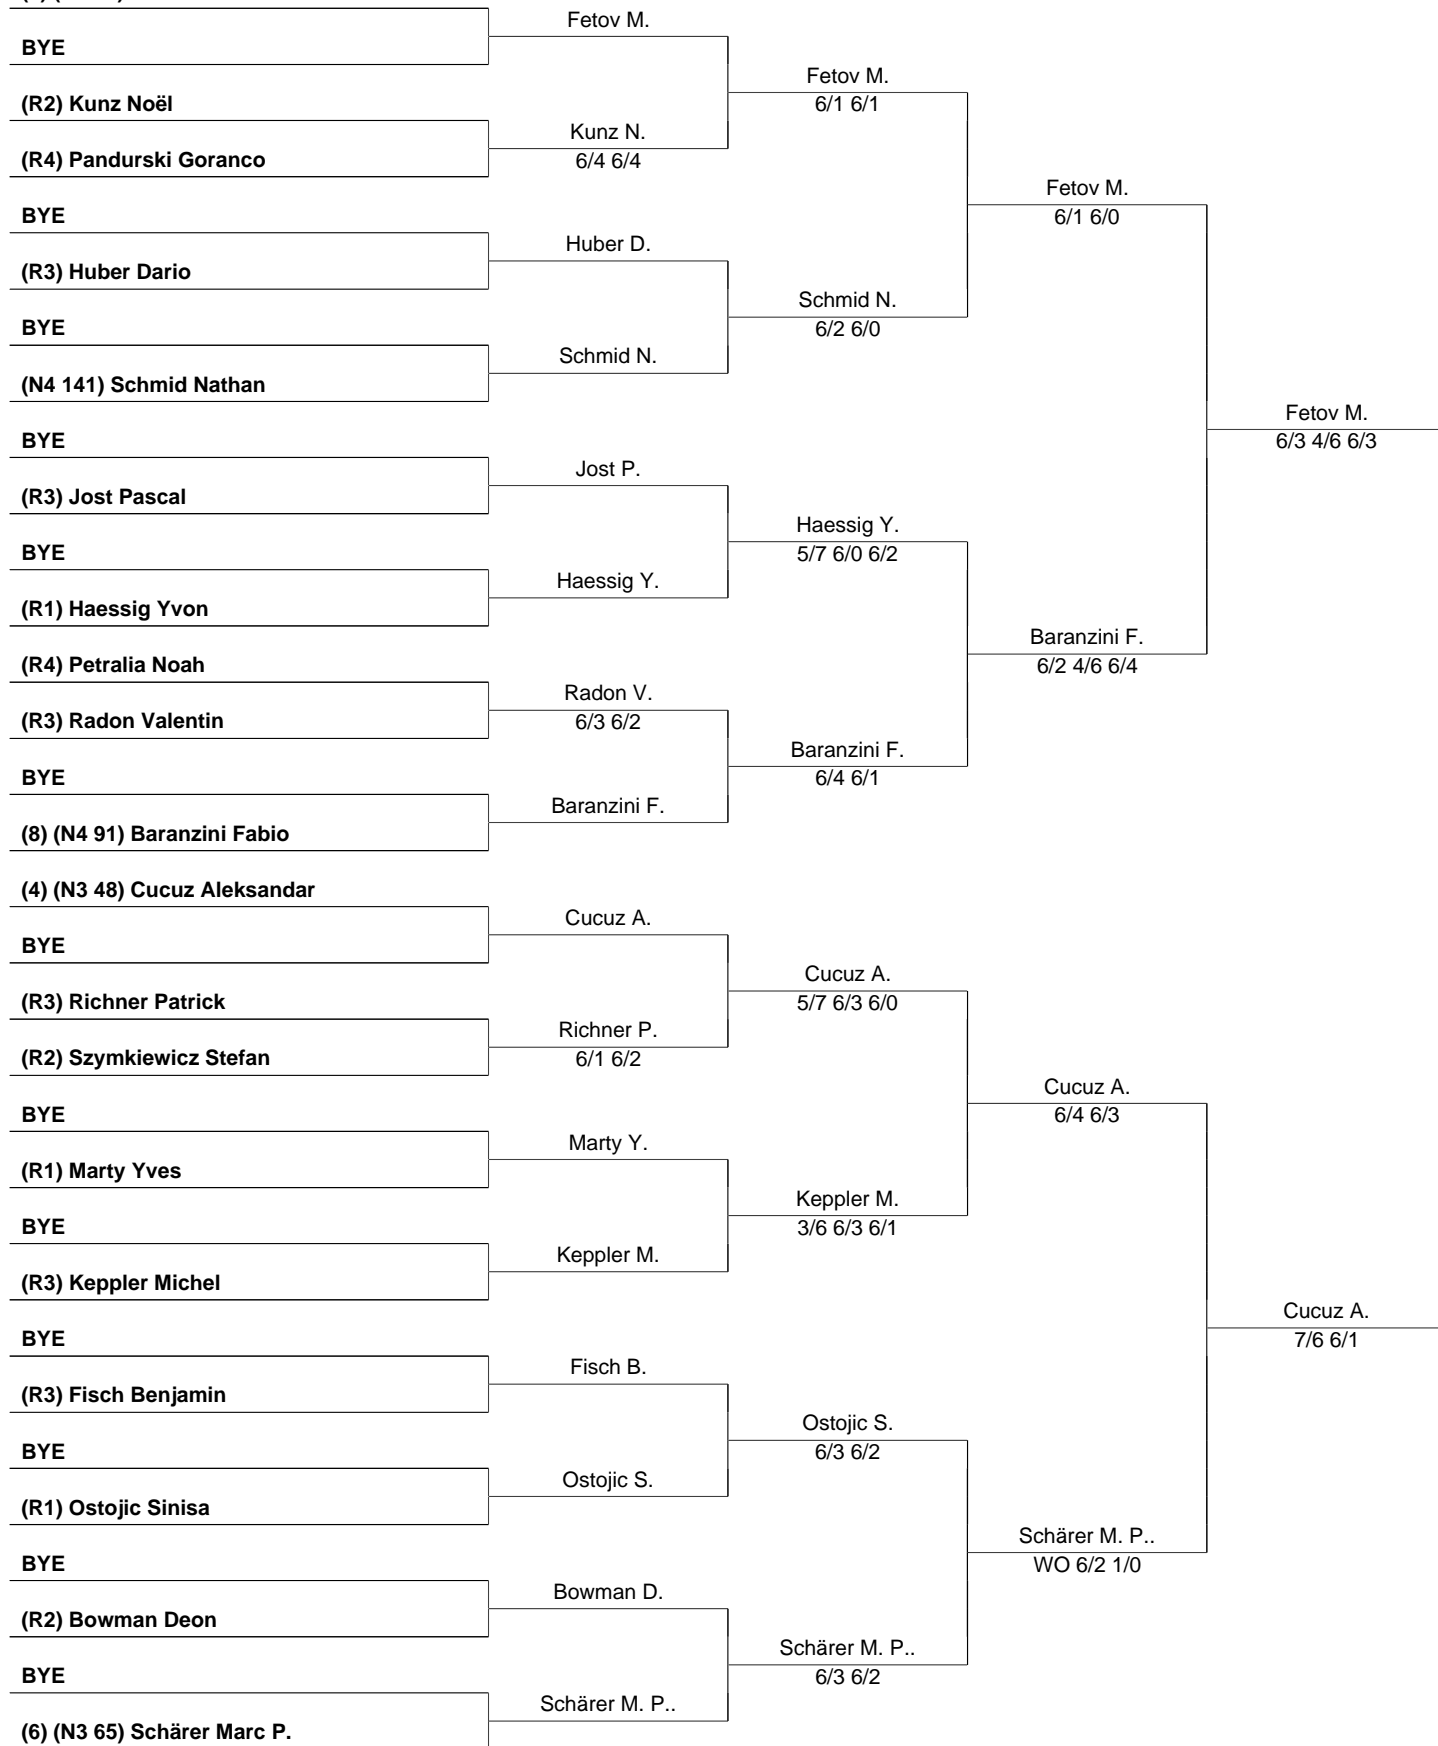 BYE
(R2) Kunz Noël
(R4) Pandurski Goranco
BYE
(R3) Huber Dario
BYE
(N4 141) Schmid Nathan
BYE
(R3) Jost Pascal
BYE
(R1) Haessig Yvon
(R4) Petralia Noah
(R3) Radon Valentin
BYE
(8) (N4 91) Baranzini Fabio
(4) (N3 48) Cucuz Aleksandar
BYE
(R3) Richner Patrick
(R2) Szymkiewicz Stefan
BYE
(R1) Marty Yves
BYE
(R3) Keppler Michel
BYE
(R3) Fisch Benjamin
BYE
(R1) Ostojic Sinisa
BYE
(R2) Bowman Deon
BYE
(6) (N3 65) Schärer Marc P.
Fetov M.
Kunz N.
6/4 6/4
Huber D.
Schmid N.
Jost P.
Haessig Y.
Radon V.
6/3 6/2
Baranzini F.
Cucuz A.
Richner P.
6/1 6/2
Marty Y.
Keppler M.
Fisch B.
Ostojic S.
Bowman D.
Schärer M. P..
Fetov M.
6/1 6/1
Schmid N.
6/2 6/0
Haessig Y.
5/7 6/0 6/2
Baranzini F.
6/4 6/1
Cucuz A.
5/7 6/3 6/0
Keppler M.
3/6 6/3 6/1
Ostojic S.
6/3 6/2
Schärer M. P..
6/3 6/2
Fetov M.
6/1 6/0
Baranzini F.
6/2 4/6 6/4
Cucuz A.
6/4 6/3
Schärer M. P..
WO 6/2 1/0
Fetov M.
6/3 4/6 6/3
Cucuz A.
7/6 6/1